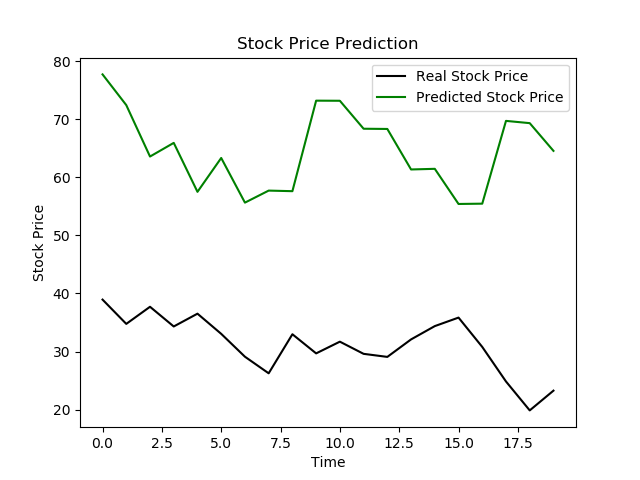 Stock Price Prediction
Real Stock Price
Predicted Stock Price
80
70
60
50
40
30
20
Stock Price
0.0 2.5 5.0 7.5 10.0 12.5 15.0 17.5
Time